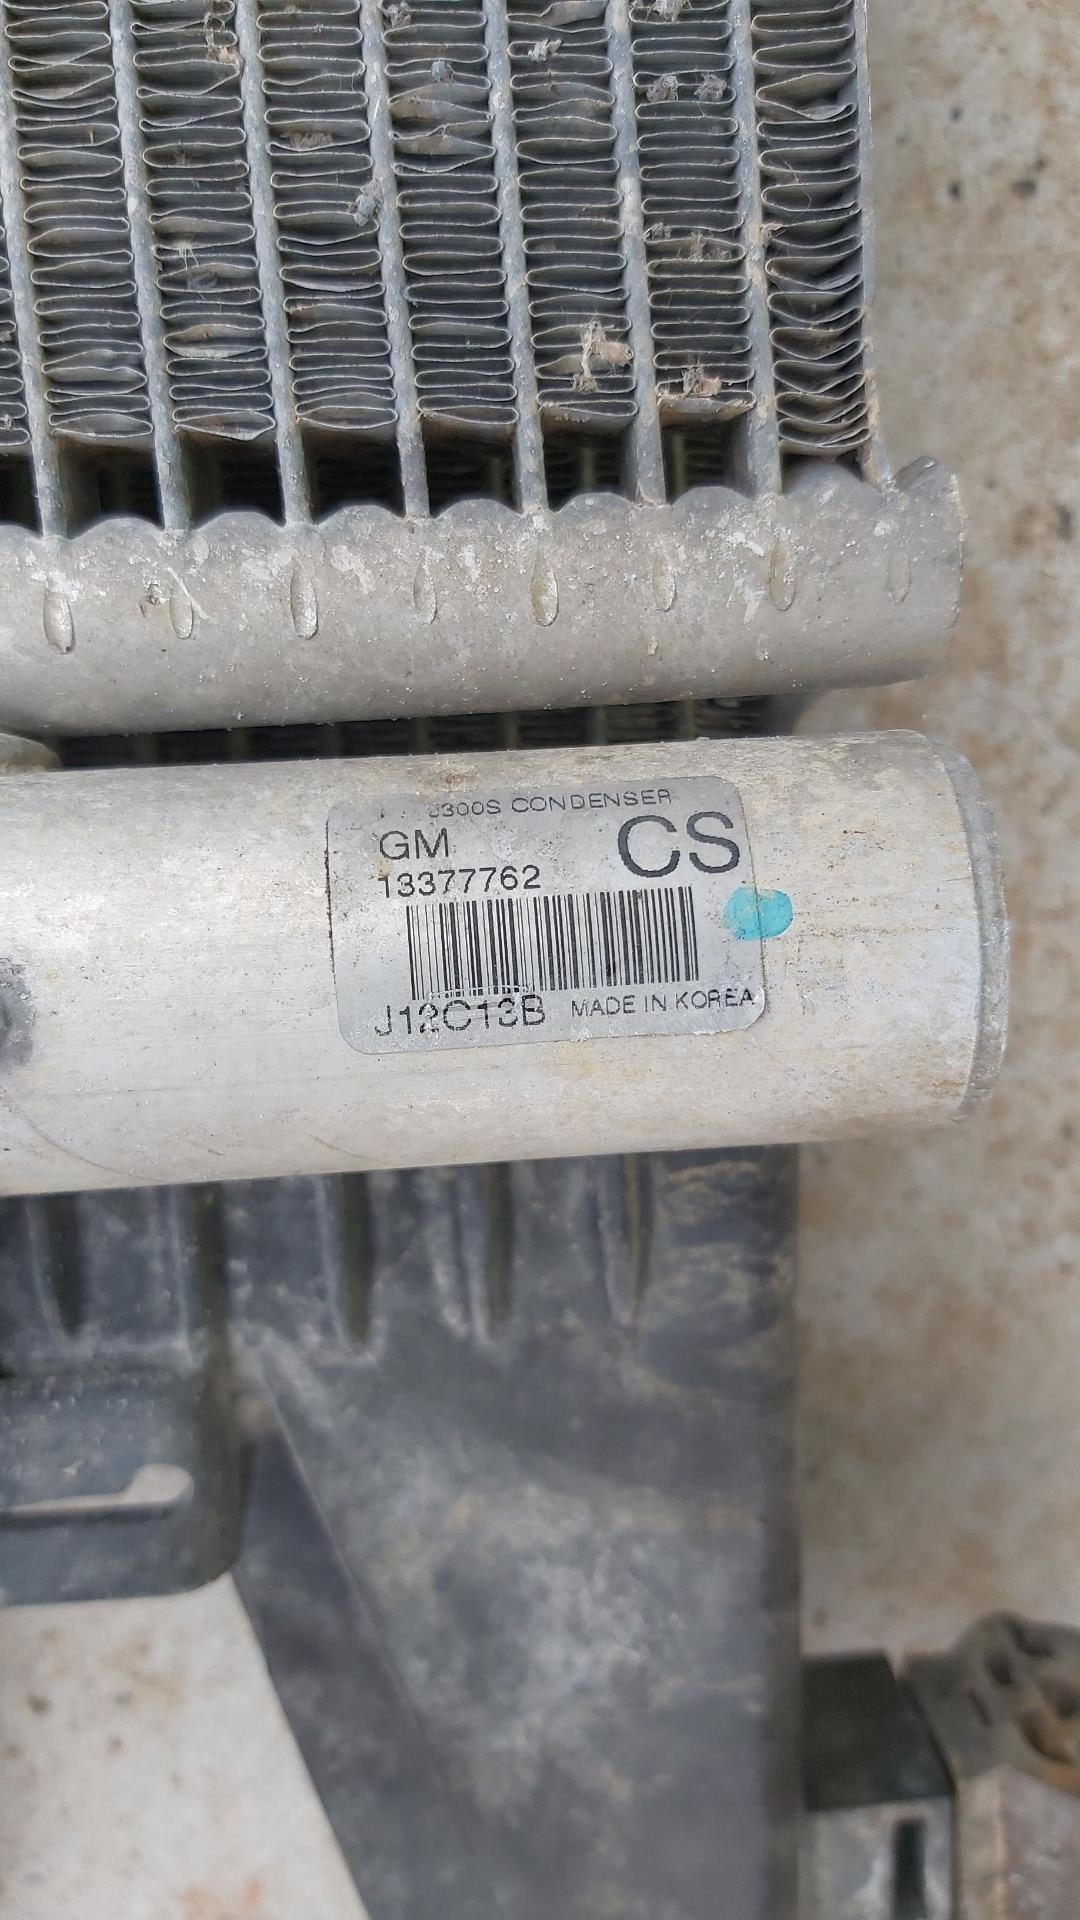 J300S CONDENSER
GM CS
13377762
J12C13B MADE IN KOREA